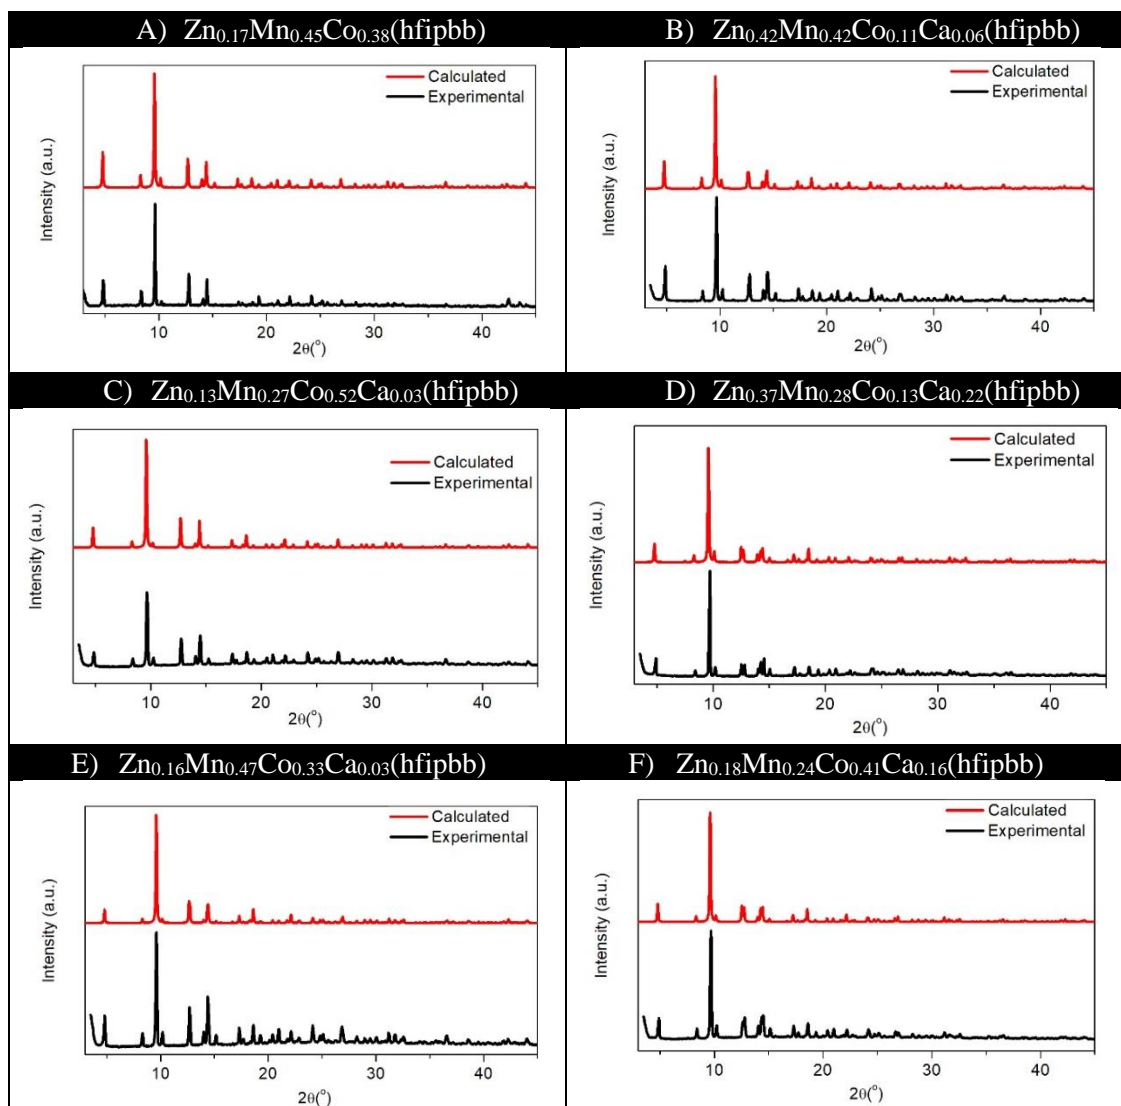 A) Zn₀.₁₇Mn₀.₄₅Co₀.₃₈(hfipbb)
Calculated
Experimental
Intensity (a.u.)
10 20 30 40
2θ(°)
B) Zn₀.₄₂Mn₀.₄₂Co₀.₁₁Ca₀.₀₆(hfipbb)
Calculated
Experimental
Intensity (a.u.)
10 20 30 40
2θ(°)
C) Zn₀.₁₃Mn₀.₂₇Co₀.₅₂Ca₀.₀₃(hfipbb)
Calculated
Experimental
Intensity (a.u.)
10 20 30 40
2θ(°)
D) Zn₀.₃₇Mn₀.₂₈Co₀.₁₃Ca₀.₂₂(hfipbb)
Calculated
Experimental
Intensity (a.u.)
10 20 30 40
2θ(°)
E) Zn₀.₁₆Mn₀.₄₇Co₀.₃₃Ca₀.₀₃(hfipbb)
Calculated
Experimental
Intensity (a.u.)
10 20 30 40
2θ(°)
F) Zn₀.₁₈Mn₀.₂₄Co₀.₄₁Ca₀.₁₆(hfipbb)
Calculated
Experimental
Intensity (a.u.)
10 20 30 40
2θ(°)